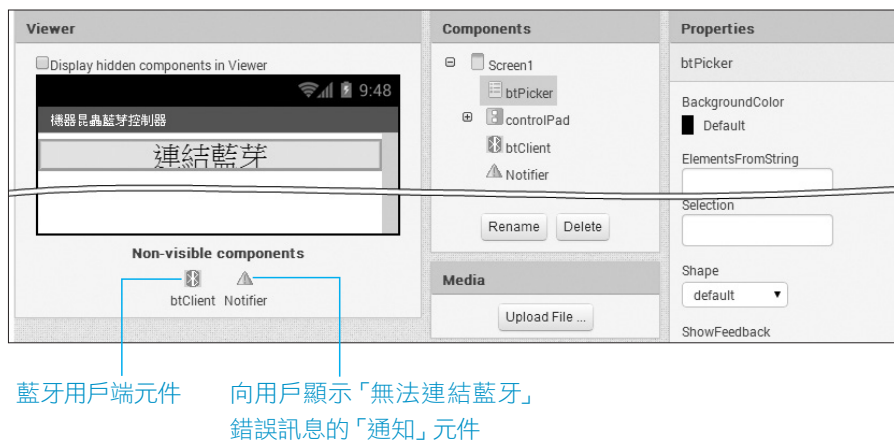 Viewer
Display hidden components in Viewer
9:48
機器昆蟲藍芽控制器
連結藍芽
Non-visible components
btClient Notifier
Components
Screen1
btPicker
controlPad
btClient
Notifier
Rename Delete
Media
Upload File ...
Properties
btPicker
BackgroundColor
Default
ElementsFromString
Selection
Shape
default
ShowFeedback
藍牙用戶端元件
向用戶顯示「無法連結藍牙」
錯誤訊息的「通知」元件